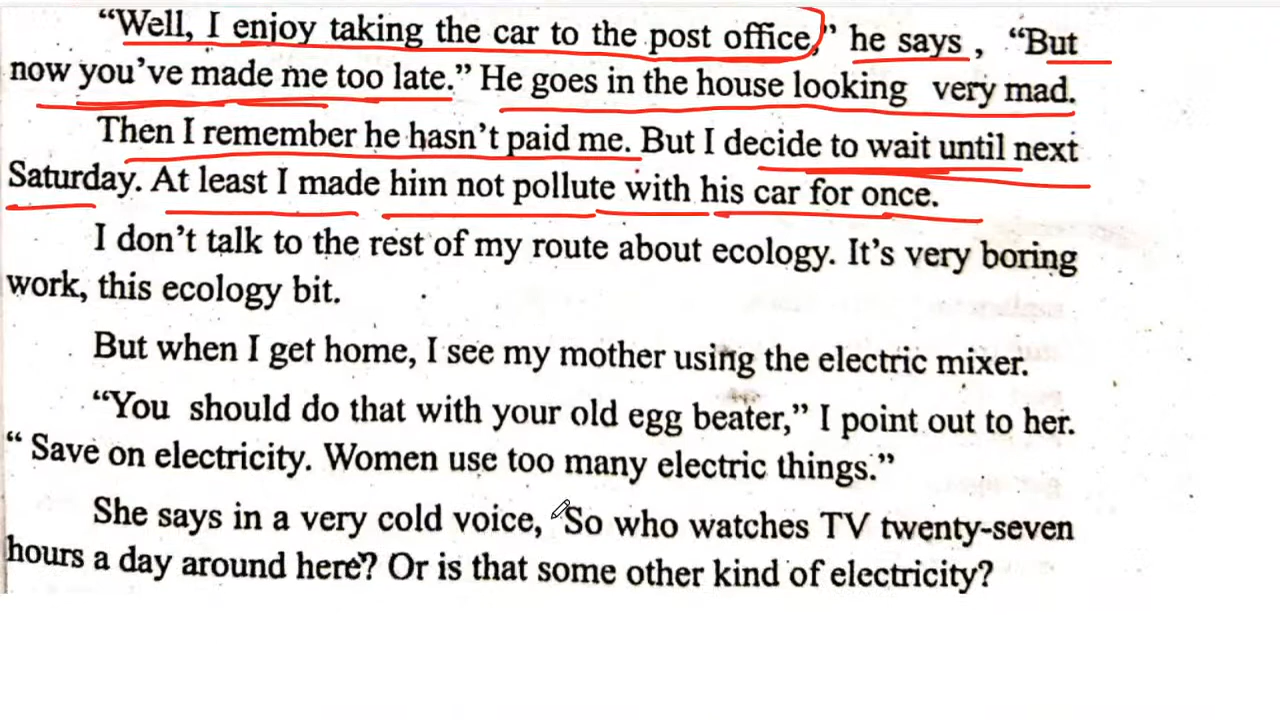 “Well, I enjoy taking the car to the post office,” he says , “But
now you’ve made me too late.” He goes in the house looking very mad.
Then I remember he hasn’t paid me. But I decide to wait until next
Saturday. At least I made him not pollute with his car for once.
I don’t talk to the rest of my route about ecology. It’s very boring
work, this ecology bit.
But when I get home, I see my mother using the electric mixer.
“You should do that with your old egg beater,” I point out to her.
“ Save on electricity. Women use too many electric things.”
She says in a very cold voice, “So who watches TV twenty-seven
hours a day around here? Or is that some other kind of electricity?